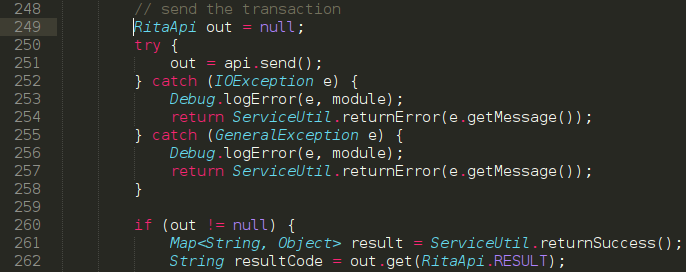 248 // send the transaction
249 RitaApi out = null;
250 try {
251 out = api.send();
252 } catch (IOException e) {
253 Debug.logError(e, module);
254 return ServiceUtil.returnError(e.getMessage());
255 } catch (GeneralException e) {
256 Debug.logError(e, module);
257 return ServiceUtil.returnError(e.getMessage());
258 }
259
260 if (out != null) {
261 Map<String, Object> result = ServiceUtil.returnSuccess();
262 String resultCode = out.get(RitaApi.RESULT);